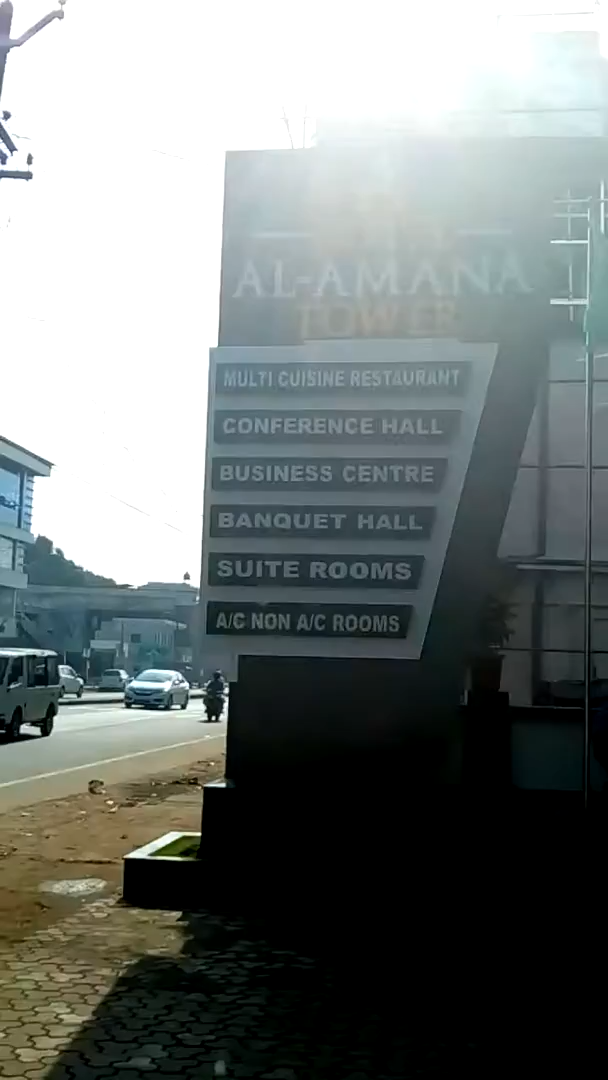 AL-AMANA
TOWER
MULTI CUISINE RESTAURANT
CONFERENCE HALL
BUSINESS CENTRE
BANQUET HALL
SUITE ROOMS
A/C NON A/C ROOMS